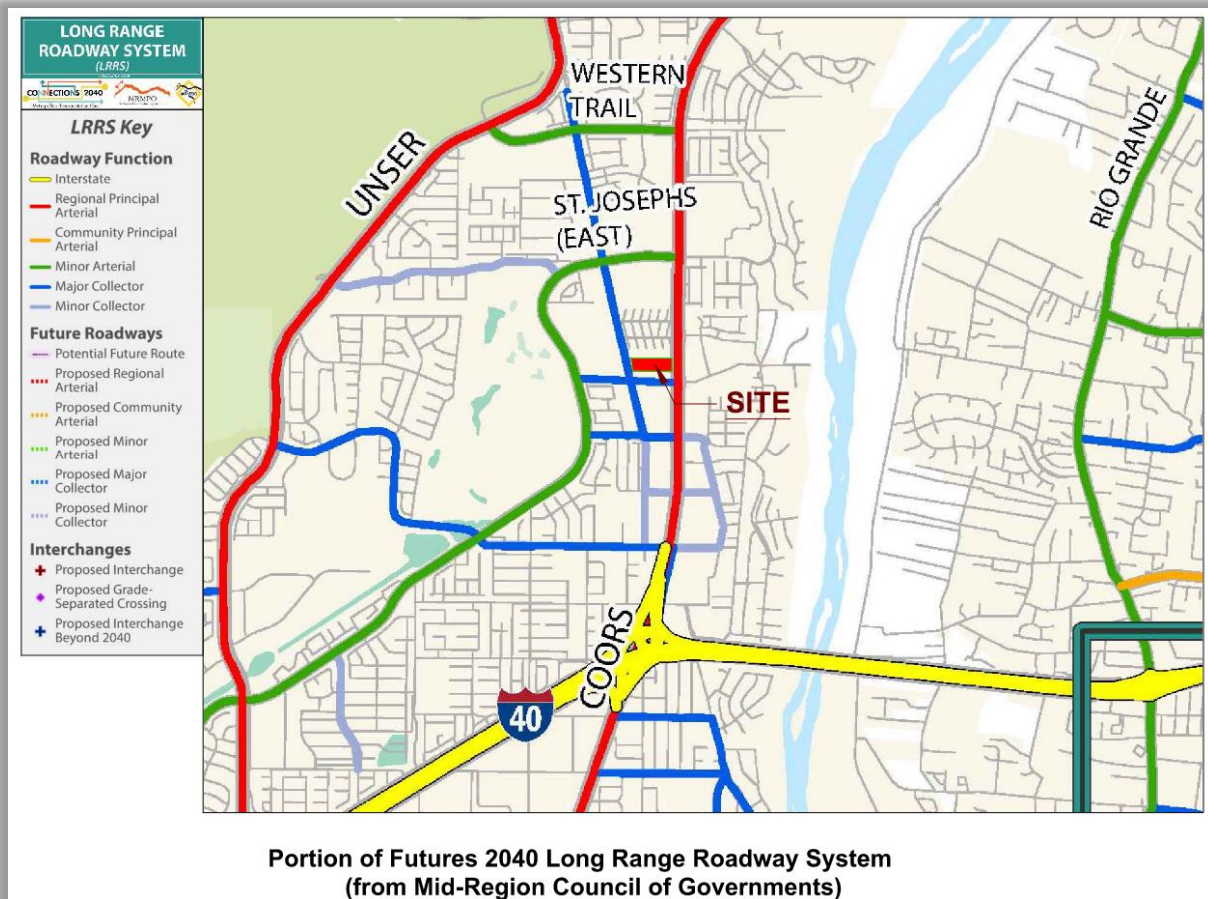 LONG RANGE
ROADWAY SYSTEM
(LRRS)
CONNECTIONS 2040
MRMPO
LRRS Key
Roadway Function
Interstate
Regional Principal
Arterial
Community Principal
Arterial
Minor Arterial
Major Collector
Minor Collector
Future Roadways
Potential Future Route
Proposed Regional
Arterial
Proposed Community
Arterial
Proposed Minor
Arterial
Proposed Major
Collector
Proposed Minor
Collector
Interchanges
Proposed Interchange
Proposed Grade-
Separated Crossing
Proposed Interchange
Beyond 2040
WESTERN
TRAIL
UNSER
ST. JOSEPHS
(EAST)
RIO GRANDE
SITE
COORS
40
Portion of Futures 2040 Long Range Roadway System
(from Mid-Region Council of Governments)